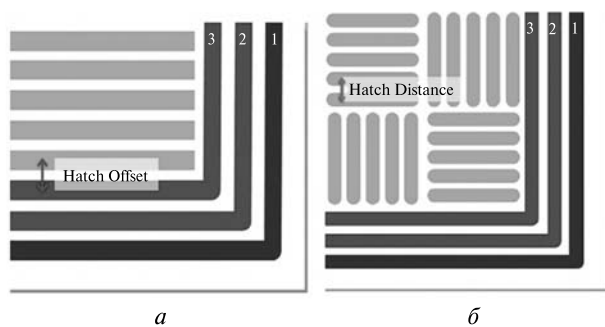 3 2 1
Hatch Offset
3 2 1
Hatch Distance
а
б